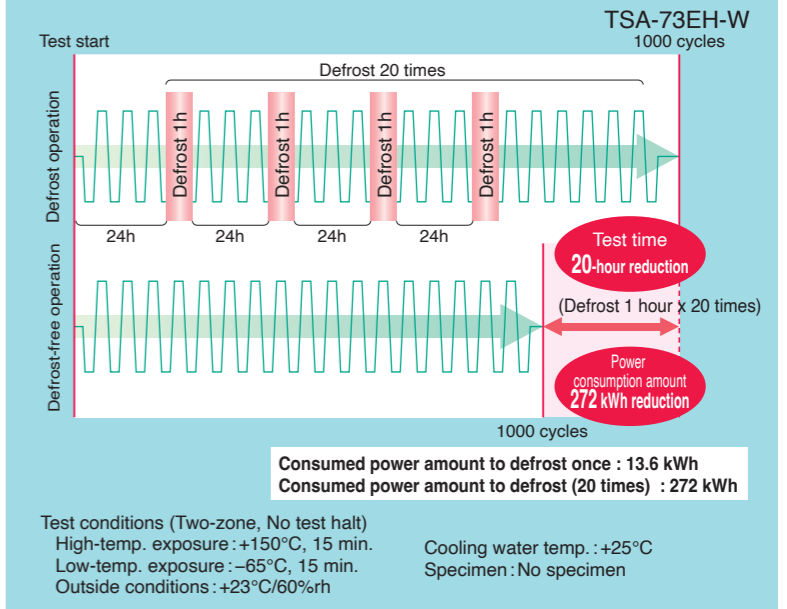 TSA-73EH-W
Test start
1000 cycles
Defrost 20 times
Defrost operation
Defrost 1h
Defrost 1h
Defrost 1h
Defrost 1h
24h
24h
24h
24h
Test time
20-hour reduction
Defrost-free operation
(Defrost 1 hour x 20 times)
Power
consumption amount
272 kWh reduction
1000 cycles
Consumed power amount to defrost once : 13.6 kWh
Consumed power amount to defrost (20 times) : 272 kWh
Test conditions (Two-zone, No test halt)
High-temp. exposure : +150°C, 15 min.
Low-temp. exposure : −65°C, 15 min.
Outside conditions : +23°C/60%rh
Cooling water temp. : +25°C
Specimen : No specimen